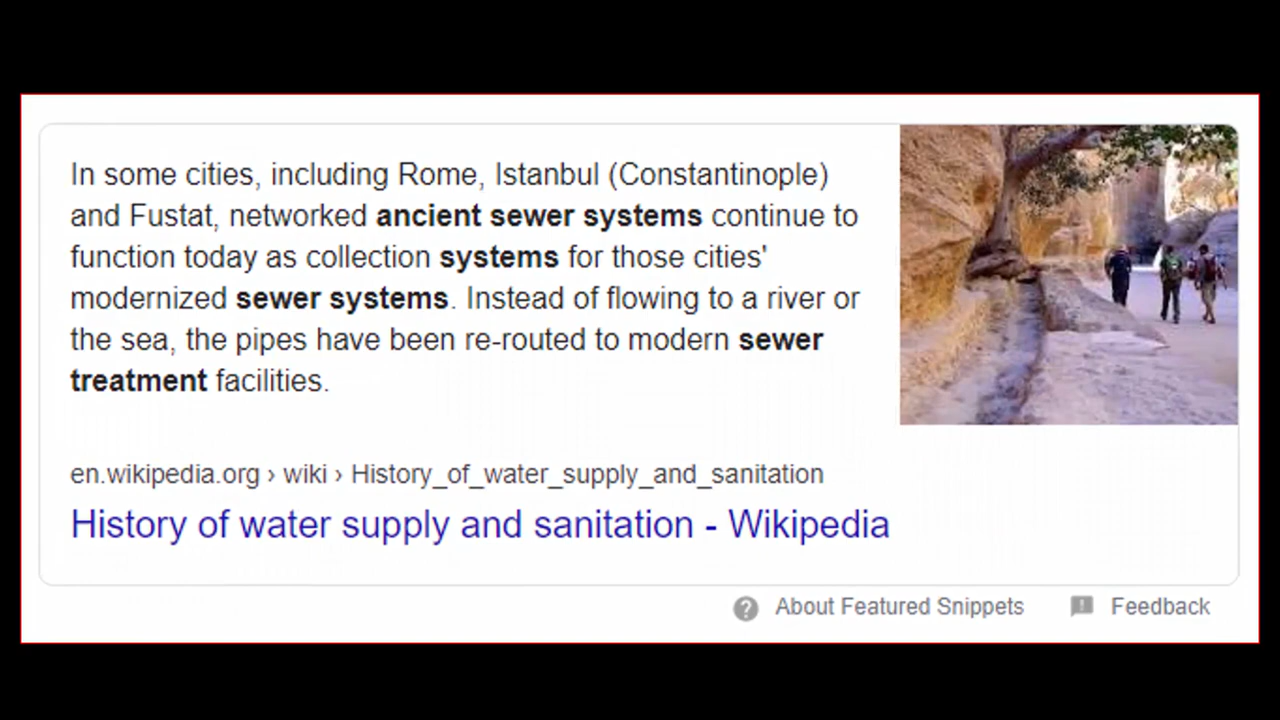 In some cities, including Rome, Istanbul (Constantinople)
and Fustat, networked ancient sewer systems continue to
function today as collection systems for those cities'
modernized sewer systems. Instead of flowing to a river or
the sea, the pipes have been re-routed to modern sewer
treatment facilities.
en.wikipedia.org › wiki › History_of_water_supply_and_sanitation
History of water supply and sanitation - Wikipedia
About Featured Snippets Feedback